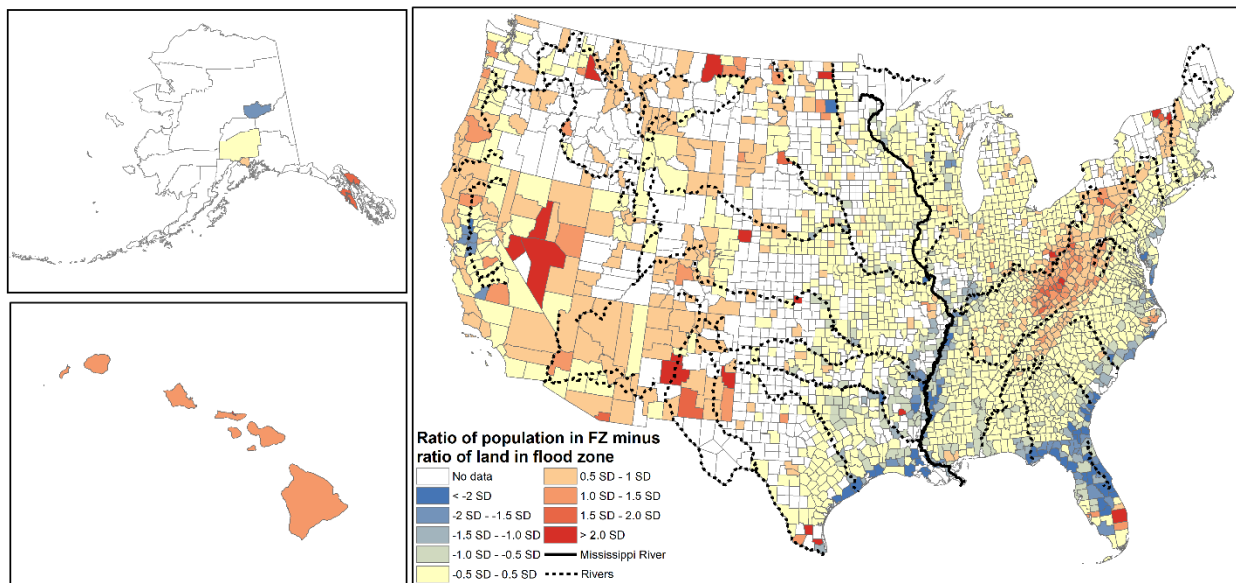 Ratio of population in FZ minus
ratio of land in flood zone
No data
< -2 SD
-2 SD - -1.5 SD
-1.5 SD - -1.0 SD
-1.0 SD - -0.5 SD
-0.5 SD - 0.5 SD
0.5 SD - 1 SD
1.0 SD - 1.5 SD
1.5 SD - 2.0 SD
> 2.0 SD
Mississippi River
Rivers